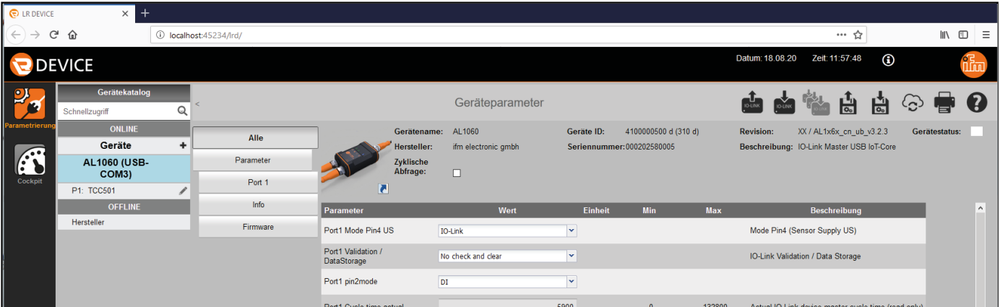 LR DEVICE
localhost:45234/lrd/
DEVICE
Datum: 18.08.20 Zeit: 11:57:48
ifm
Parametrierung
Cockpit
Gerätekatalog
Schnellzugriff
ONLINE
Geräte
AL1060 (USB-
COM3)
P1: TCC501
OFFLINE
Hersteller
<
Alle
Parameter
Port 1
Info
Firmware
Geräteparameter
IO-LINK IO-LINK IO-LINK
Gerätename: AL1060 Geräte ID: 4100000500 d (310 d) Revision: XX / AL1x6x_cn_ub_v3.2.3 Gerätestatus:
Hersteller: ifm electronic gmbh Seriennummer:000202580005 Beschreibung: IO-Link Master USB IoT-Core
Zyklische
Abfrage:
Parameter Wert Einheit Min Max Beschreibung
Port1 Mode Pin4 US IO-Link Mode Pin4 (Sensor Supply US)
Port1 Validation /
DataStorage No check and clear IO-Link Validation / Data Storage
Port1 pin2mode DI
Port1 Cycle time actual 5900 0 132800 Actual IO-Link device-master cycle time (read only)